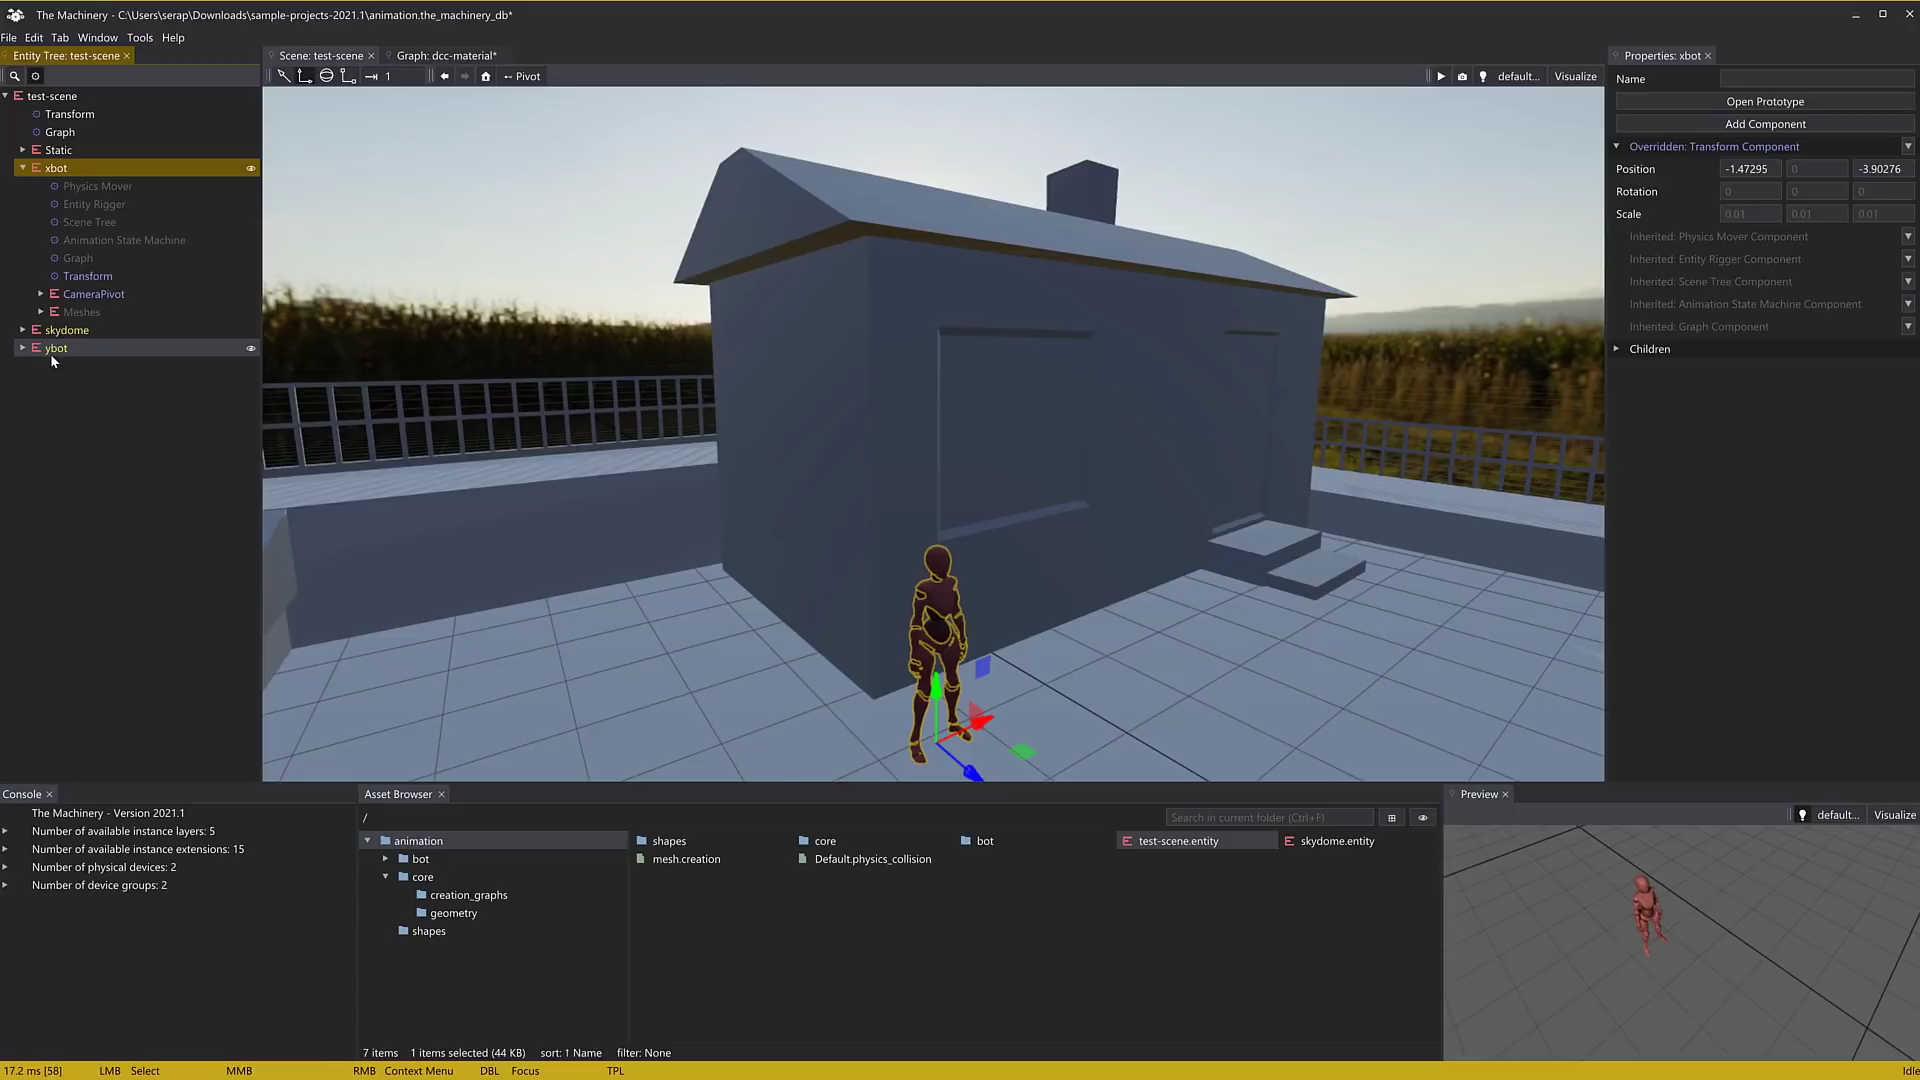 The Machinery - C:\Users\serap\Downloads\sample-projects-2021.1\animation.the_machinery_db*
File Edit Tab Window Tools Help
Entity Tree: test-scene
Scene: test-scene
Graph: dcc-material*
Properties: xbot
1
Pivot
default...
Visualize
test-scene
Transform
Graph
Static
xbot
Physics Mover
Entity Rigger
Scene Tree
Animation State Machine
Graph
Transform
CameraPivot
Meshes
skydome
ybot
Name
Open Prototype
Add Component
Overridden: Transform Component
Position -1.47295 0 -3.90276
Rotation 0 0 0
Scale 0.01 0.01 0.01
Inherited: Physics Mover Component
Inherited: Entity Rigger Component
Inherited: Scene Tree Component
Inherited: Animation State Machine Component
Inherited: Graph Component
Children
Console
The Machinery - Version 2021.1
Number of available instance layers: 5
Number of available instance extensions: 15
Number of physical devices: 2
Number of device groups: 2
Asset Browser
/
Search in current folder (Ctrl+F)
animation
bot
core
creation_graphs
geometry
shapes
shapes core bot test-scene.entity skydome.entity
mesh.creation Default.physics_collision
7 items 1 items selected (44 KB) sort: ↑ Name filter: None
Preview
default... Visualize
17.2 ms [58] LMB Select MMB RMB Context Menu DBL Focus TPL Idle